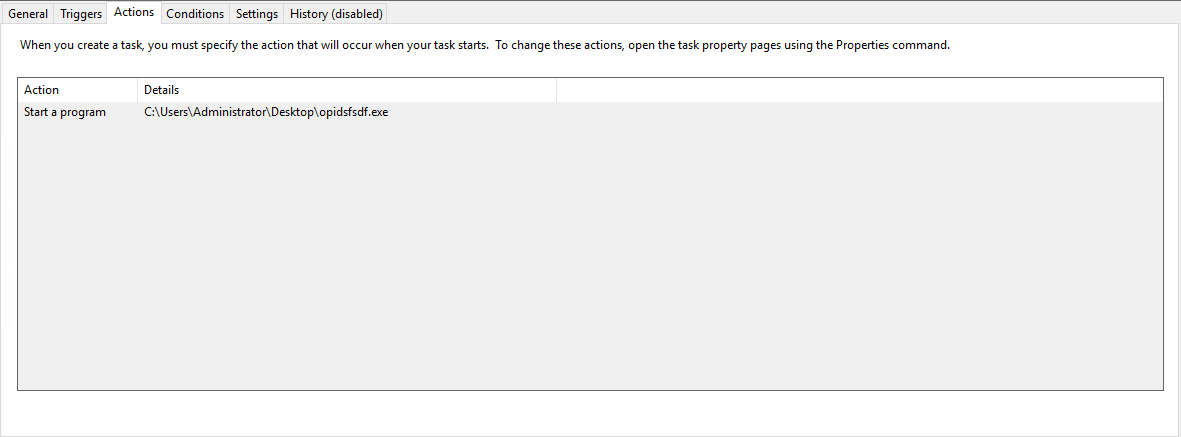 General Triggers Actions Conditions Settings History (disabled)
When you create a task, you must specify the action that will occur when your task starts.  To change these actions, open the task property pages using the Properties command.
Action Details
Start a program C:\Users\Administrator\Desktop\opidsfsdf.exe